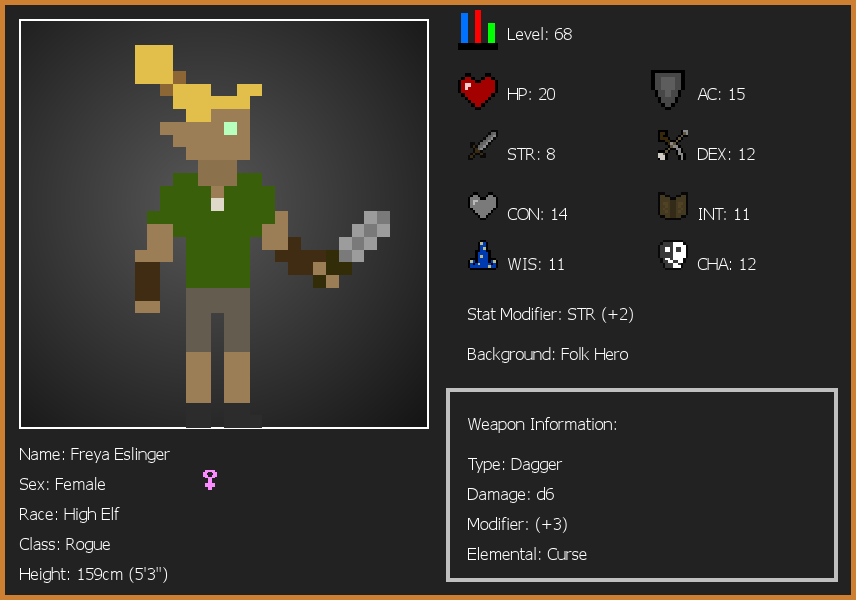 Level: 68
HP: 20
AC: 15
STR: 8
DEX: 12
CON: 14
INT: 11
WIS: 11
CHA: 12
Stat Modifier: STR (+2)
Background: Folk Hero
Weapon Information:
Type: Dagger
Damage: d6
Modifier: (+3)
Elemental: Curse
Name: Freya Eslinger
Sex: Female
Race: High Elf
Class: Rogue
Height: 159cm (5'3")